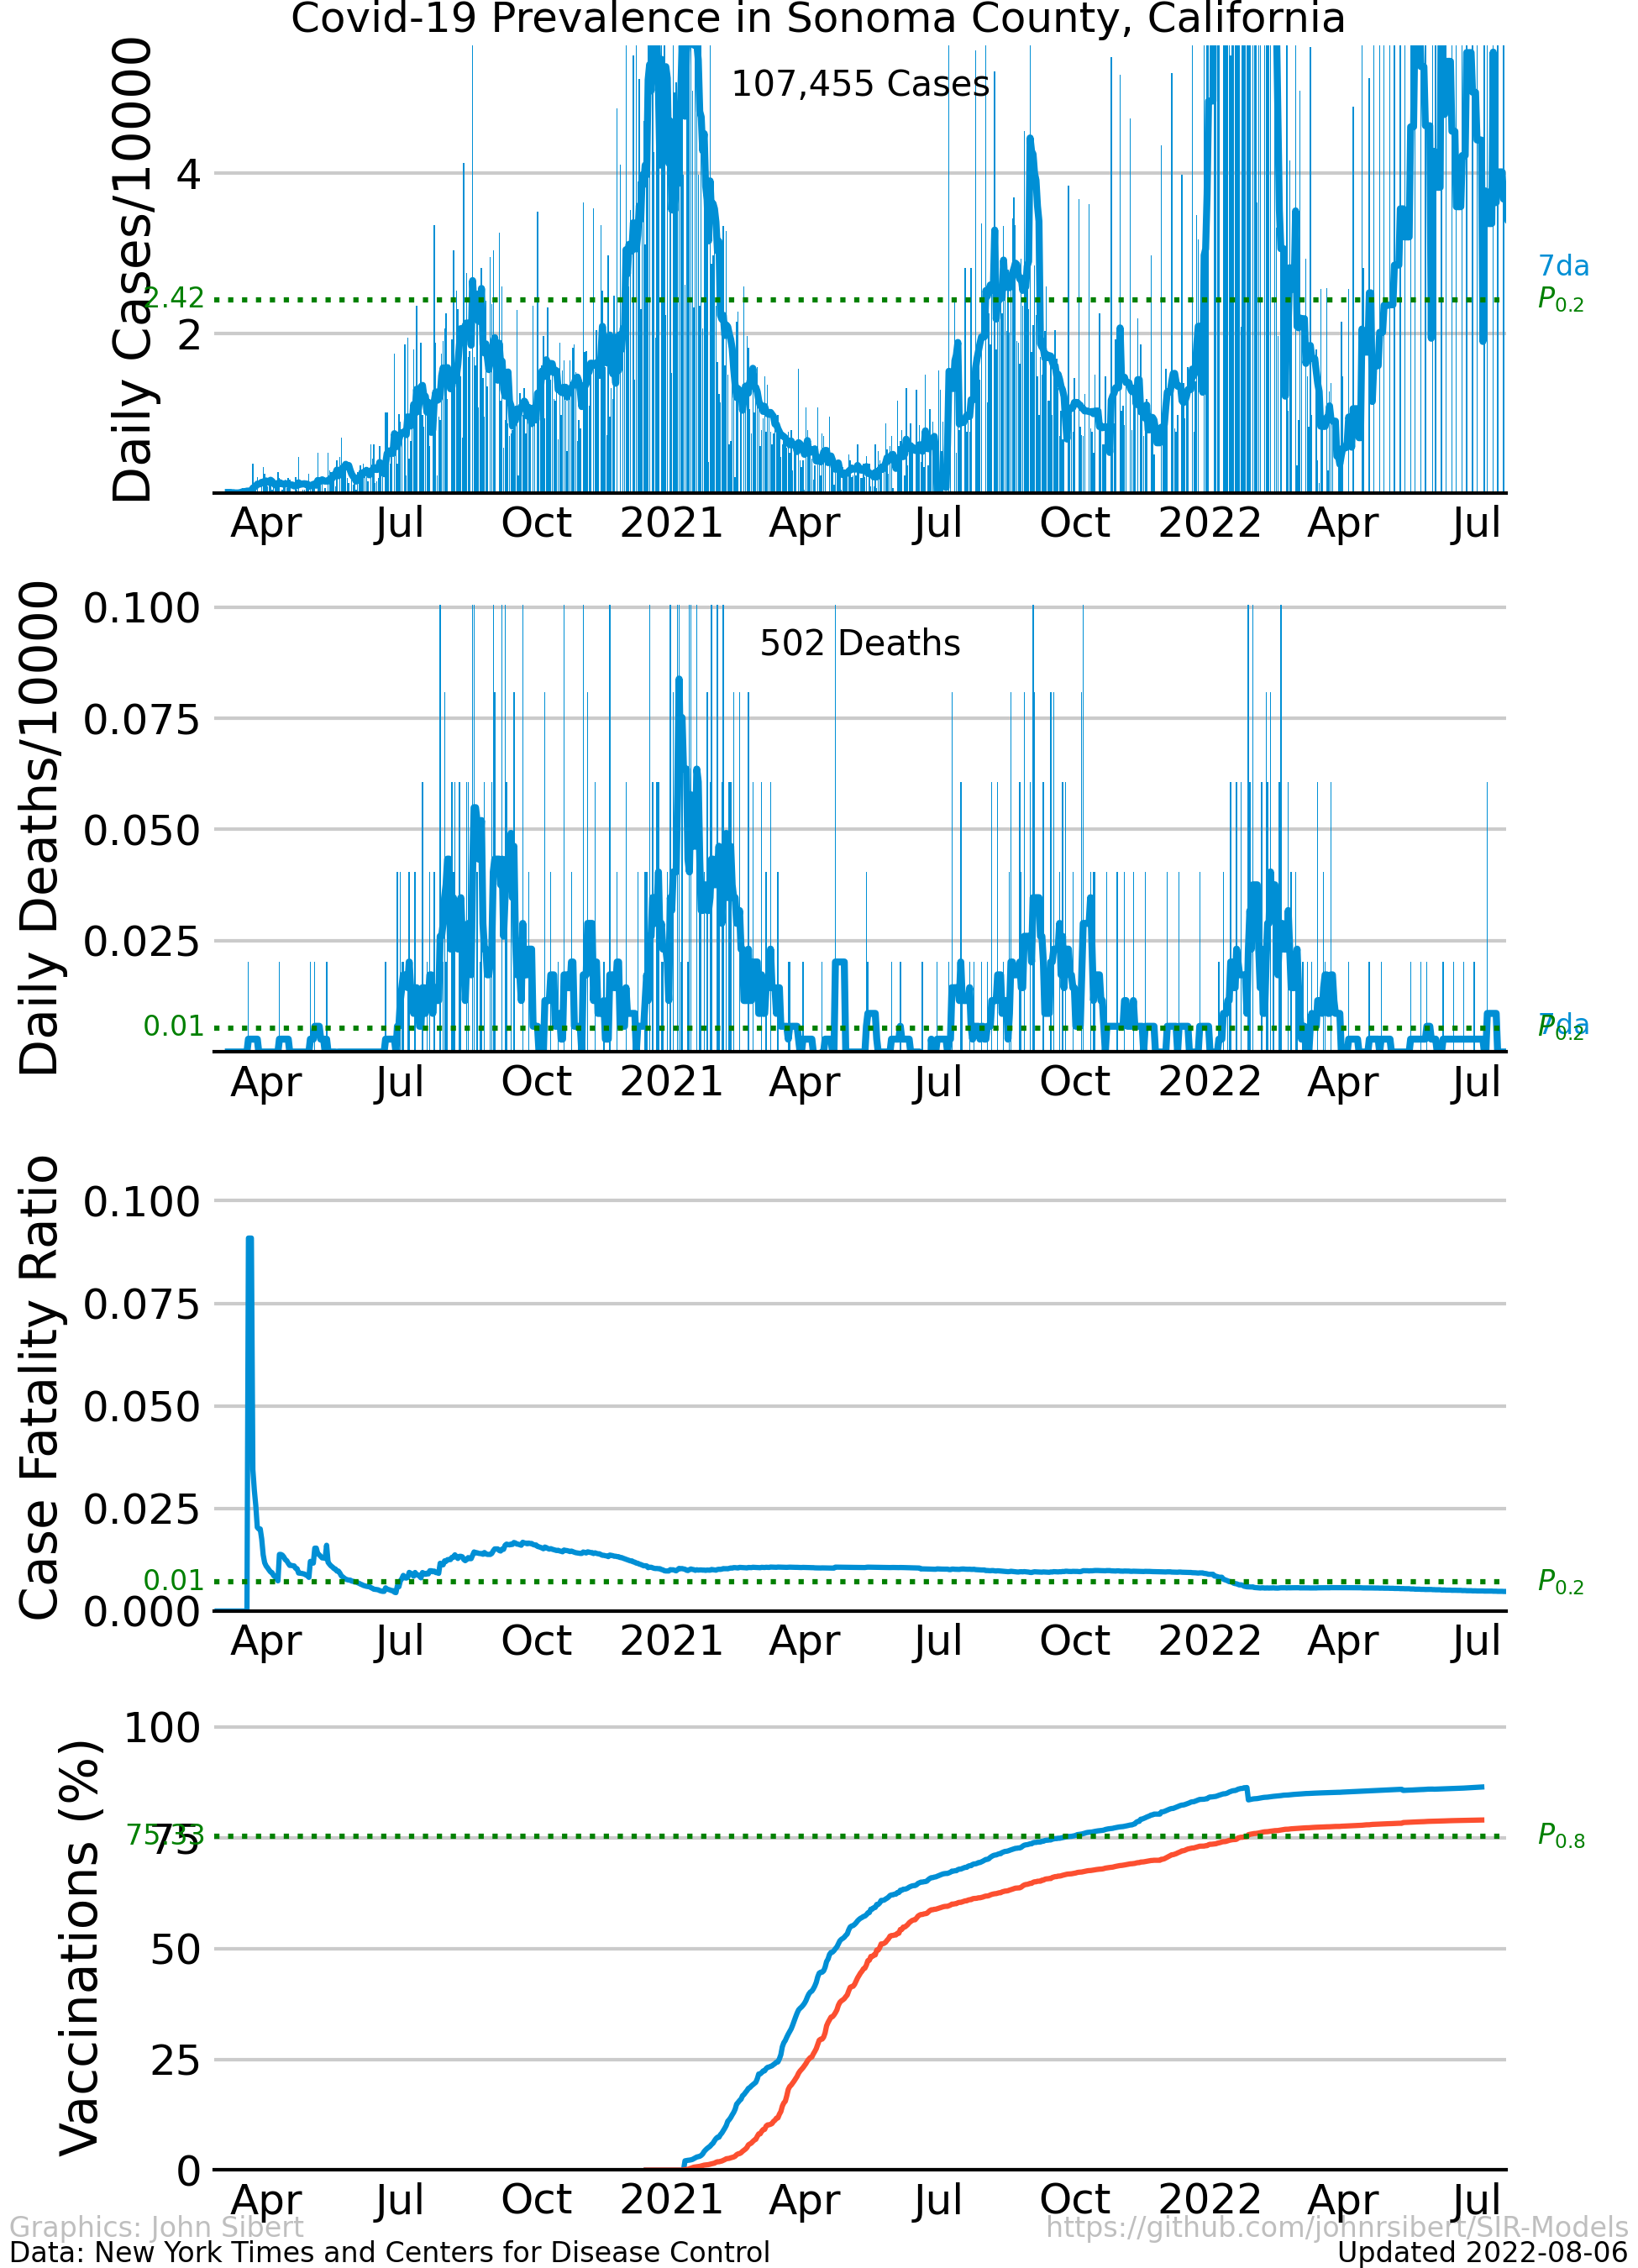 Covid-19 Prevalence in Sonoma County, California
Daily Cases/10000
107,455 Cases
4
2
2.42
7da
P0.2
Apr Jul Oct 2021 Apr Jul Oct 2022 Apr Jul
Daily Deaths/10000
502 Deaths
0.100
0.075
0.050
0.025
0.01
7da
P0.2
Apr Jul Oct 2021 Apr Jul Oct 2022 Apr Jul
Case Fatality Ratio
0.100
0.075
0.050
0.025
0.01
0.000
P0.2
Apr Jul Oct 2021 Apr Jul Oct 2022 Apr Jul
Vaccinations (%)
100
75
75.33
50
25
0
P0.8
Apr Jul Oct 2021 Apr Jul Oct 2022 Apr Jul
Graphics: John Sibert
https://github.com/johnrsibert/SIR-Models
Data: New York Times and Centers for Disease Control
Updated 2022-08-06